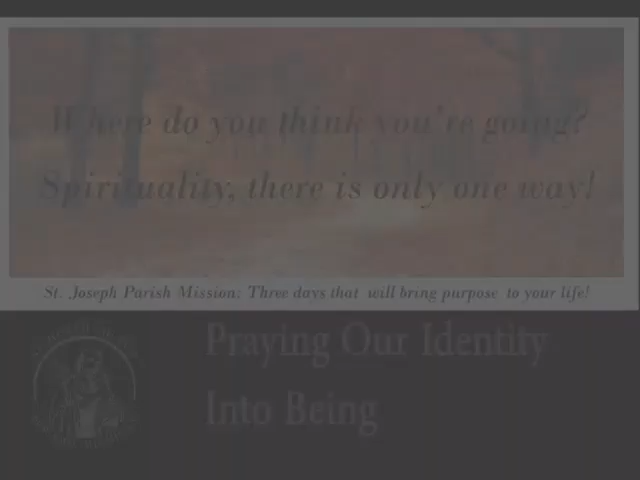 Where do you think you're going?
Spirituality, there is only one way!
St. Joseph Parish Mission: Three days that will bring purpose to your life!
Praying Our Identity
Into Being